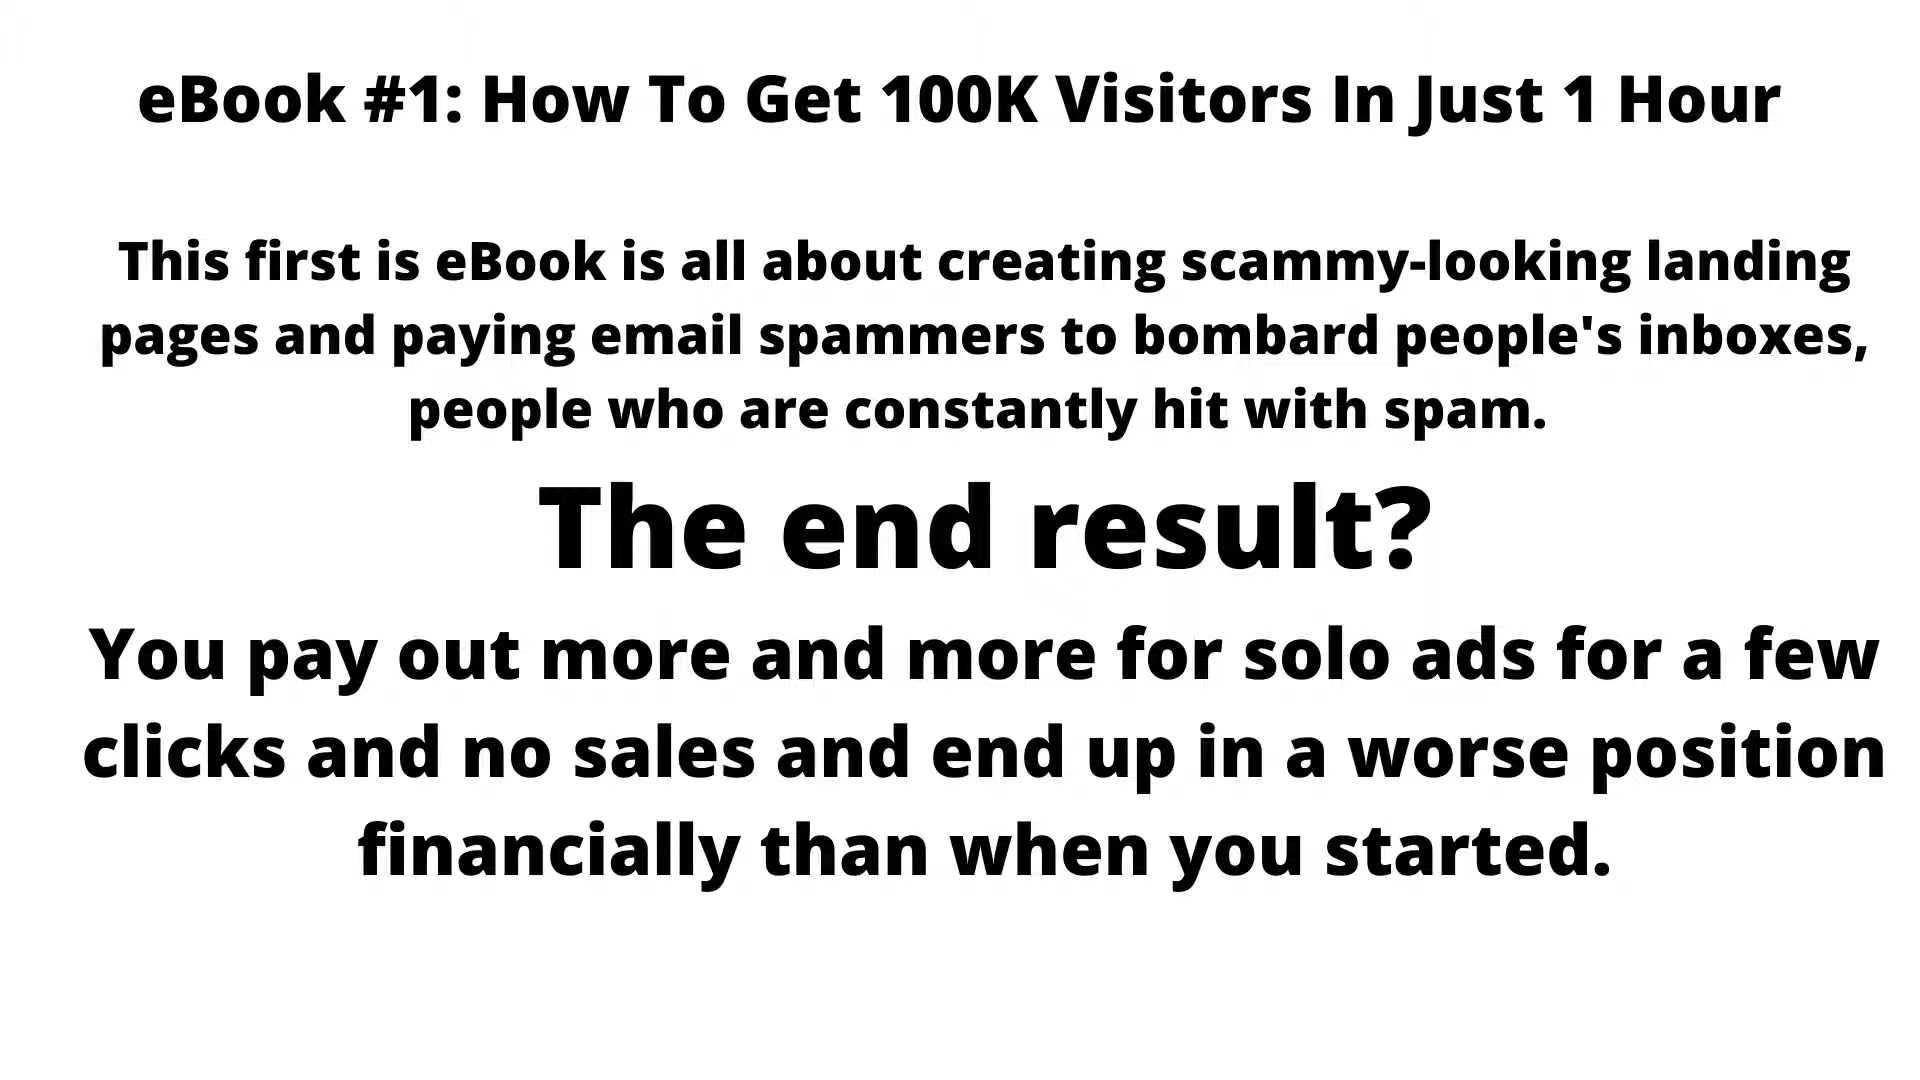 eBook #1: How To Get 100K Visitors In Just 1 Hour
This first is eBook is all about creating scammy-looking landing
pages and paying email spammers to bombard people's inboxes,
people who are constantly hit with spam.
The end result?
You pay out more and more for solo ads for a few
clicks and no sales and end up in a worse position
financially than when you started.